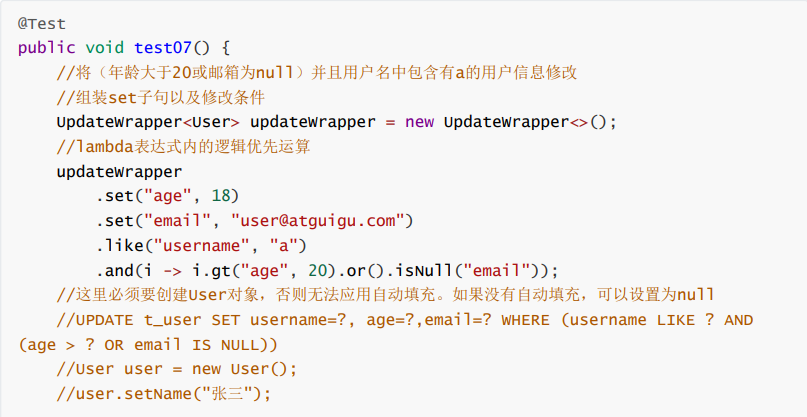 @Test
public void test07() {
//将（年龄大于20或邮箱为null）并且用户名中包含有a的用户信息修改
//组装set子句以及修改条件
UpdateWrapper<User> updateWrapper = new UpdateWrapper<>();
//lambda表达式内的逻辑优先运算
updateWrapper
.set("age", 18)
.set("email", "user@atguigu.com")
.like("username", "a")
.and(i -> i.gt("age", 20).or().isNull("email"));
//这里必须要创建User对象，否则无法应用自动填充。如果没有自动填充，可以设置为null
//UPDATE t_user SET username=?, age=?,email=? WHERE (username LIKE ? AND
(age > ? OR email IS NULL))
//User user = new User();
//user.setName("张三");